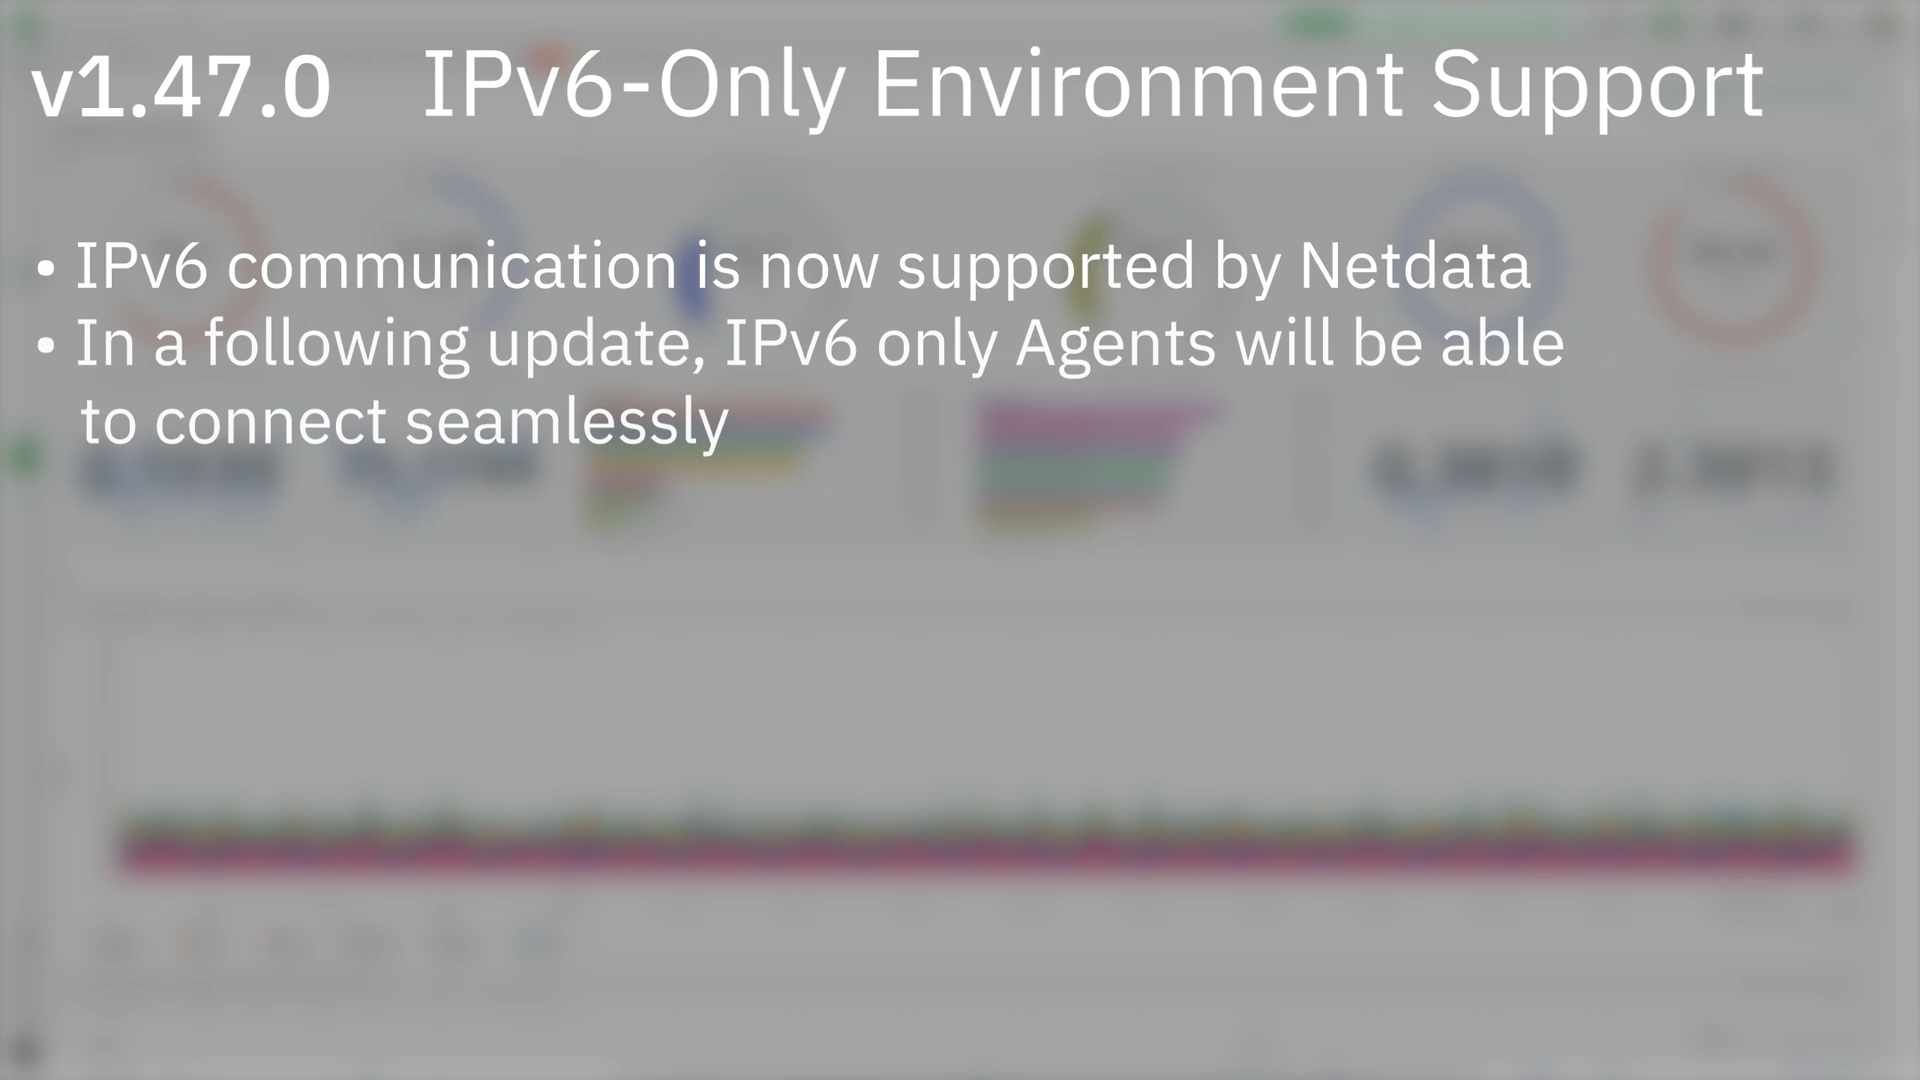 v1.47.0 IPv6-Only Environment Support
• IPv6 communication is now supported by Netdata
• In a following update, IPv6 only Agents will be able
to connect seamlessly